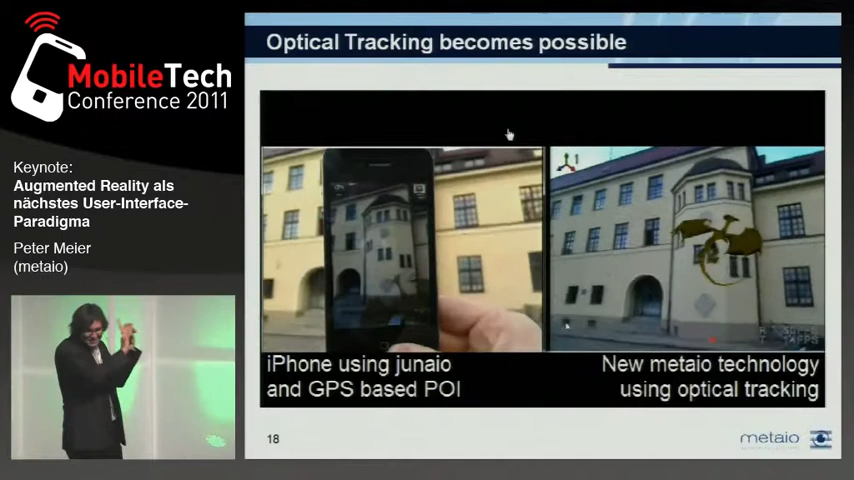 MobileTech
Conference 2011
Keynote:
Augmented Reality als
nächstes User-Interface-
Paradigma
Peter Meier
(metaio)
Optical Tracking becomes possible
iPhone using junaio
and GPS based POI
New metaio technology
using optical tracking
18
metaio